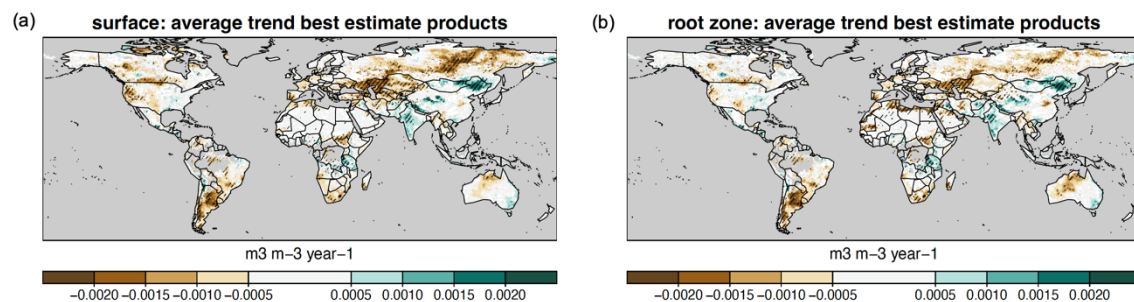 (a)
surface: average trend best estimate products
m3 m−3 year−1
−0.0020 −0.0015 −0.0010 −0.0005 0.0005 0.0010 0.0015 0.0020
(b)
root zone: average trend best estimate products
m3 m−3 year−1
−0.0020 −0.0015 −0.0010 −0.0005 0.0005 0.0010 0.0015 0.0020